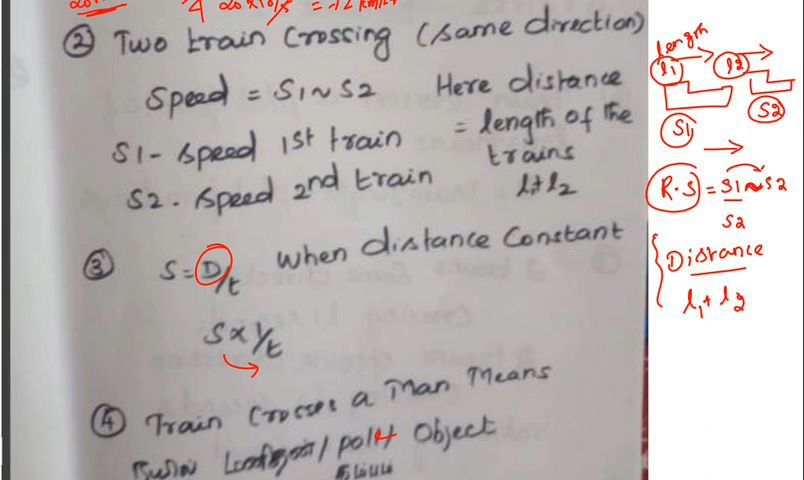 ② Two train Crossing (same direction)
Speed = S1 ~ S2 Here distance
= length of the
trains
l1+l2
S1 - Speed 1st train
S2 - Speed 2nd train
③ S = D/t When distance Constant
S ∝ 1/t
④ Train Crosses a Man Means
/ pole / Object
Length
l1 l2
S1 S2
R.S = S1 ~ S2
S2
Distance
l1 + l2